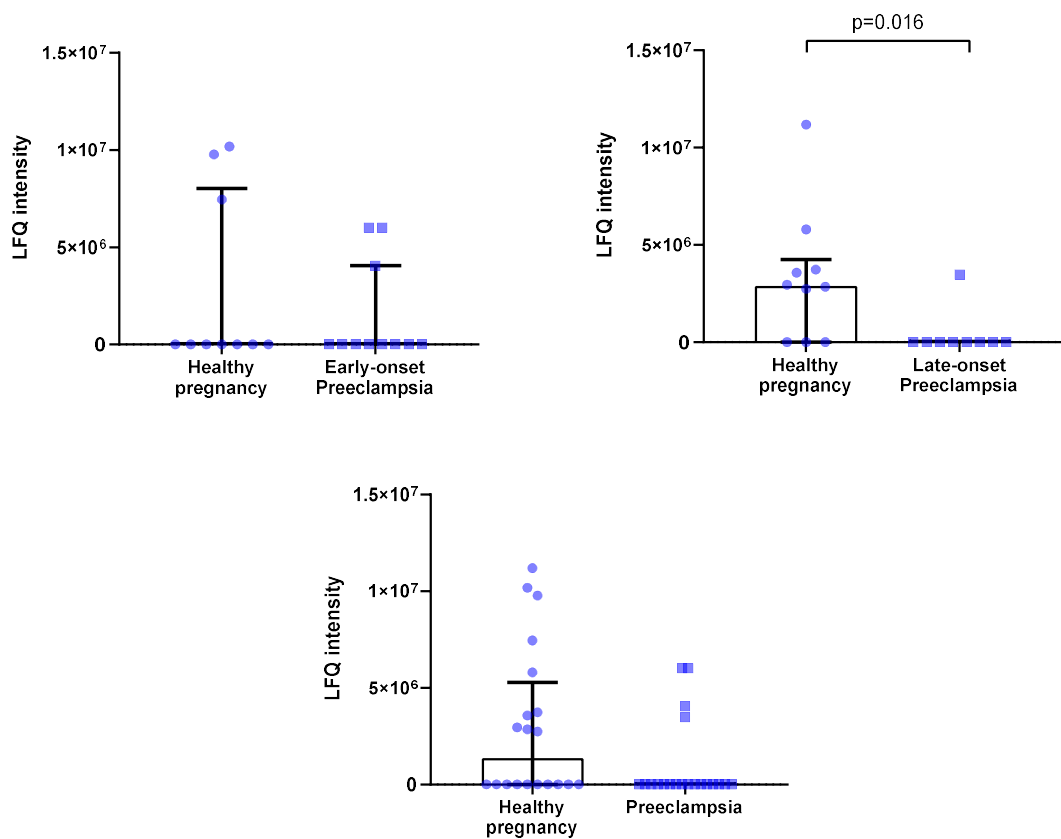 1.5×10⁷
1×10⁷
5×10⁶
0
LFQ intensity
Healthy
pregnancy
Early-onset
Preeclampsia
p=0.016
1.5×10⁷
1×10⁷
5×10⁶
0
LFQ intensity
Healthy
pregnancy
Late-onset
Preeclampsia
1.5×10⁷
1×10⁷
5×10⁶
0
LFQ intensity
Healthy
pregnancy
Preeclampsia